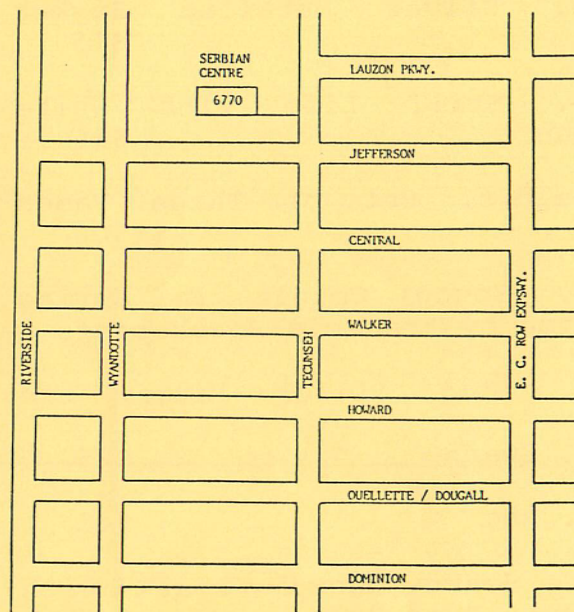 SERBIAN
CENTRE
6770
LAUZON PKWY.
JEFFERSON
CENTRAL
WALKER
HOWARD
OUELLETTE / DOUGALL
DOMINION
RIVERSIDE
WYANDOTTE
TECUMSEH
E. C. ROW EXPSWY.